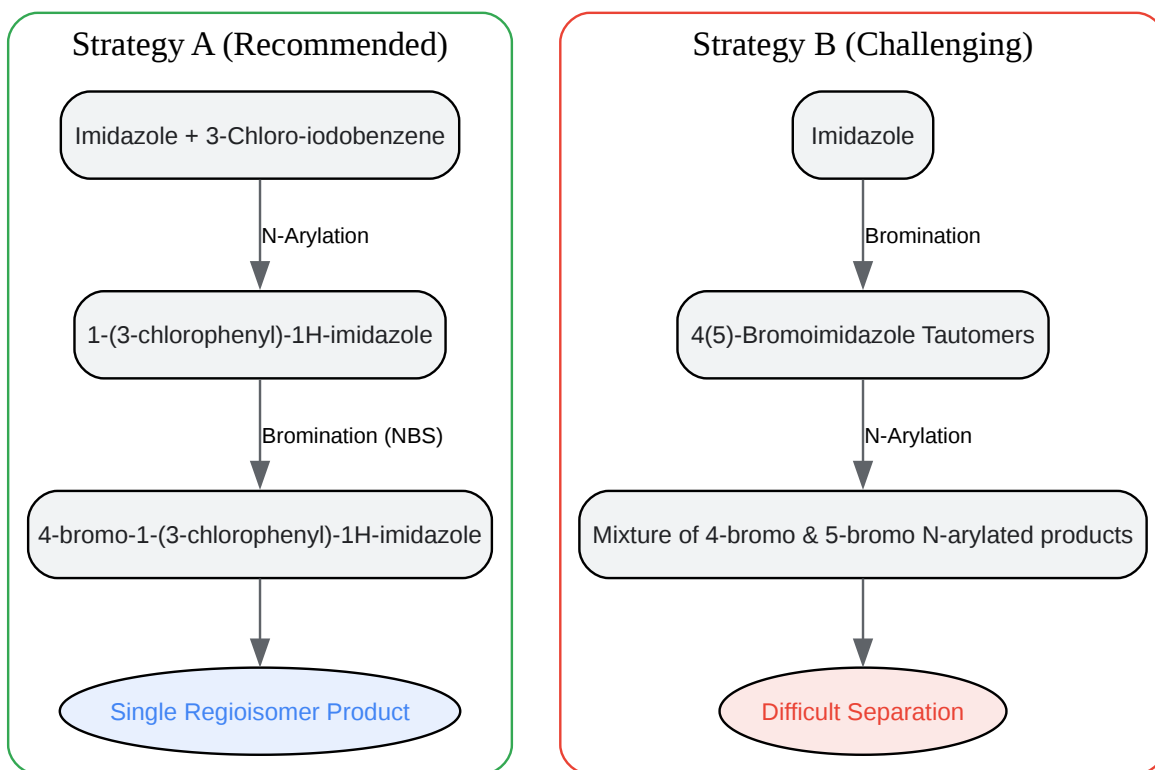 Strategy A (Recommended)
Imidazole + 3-Chloro-iodobenzene
N-Arylation
1-(3-chlorophenyl)-1H-imidazole
Bromination (NBS)
4-bromo-1-(3-chlorophenyl)-1H-imidazole
Single Regioisomer Product
Strategy B (Challenging)
Imidazole
Bromination
4(5)-Bromoimidazole Tautomers
N-Arylation
Mixture of 4-bromo & 5-bromo N-arylated products
Difficult Separation